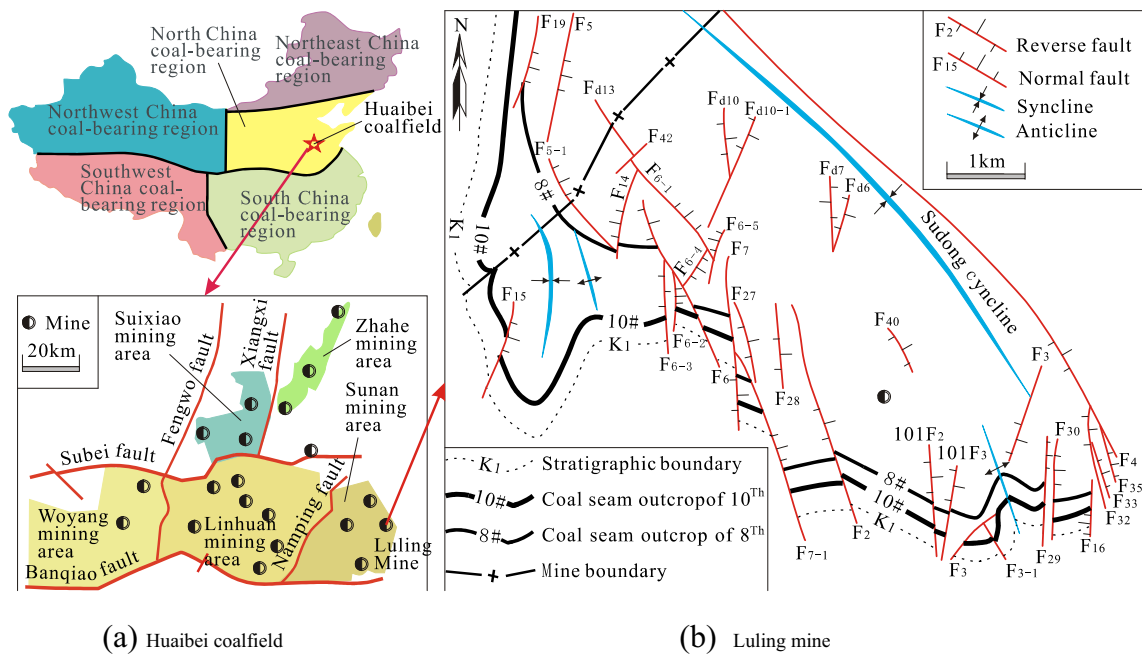 North China
coal-bearing
region
Northeast China
coal-bearing
region
Huaibei
coalfield
Northwest China
coal-bearing region
Southwest
China coal-
bearing region
South China
coal-bearing
region
Mine
20km
Suixiao
mining
area
Xiangxi
fault
Zhahe
mining
area
Fengwo fault
Sunan
mining
area
Subei fault
Woyang
mining
area
Linhuan
mining area
Nanping fault
Luling
Mine
Banqiao fault
(a) Huaibei coalfield
N
F19
F5
Fd13
F42
Fd10
Fd10-1
F5-1
8#
F14
F6-1
Fd7
Fd6
K1
10#
F6-5
F6-4
F7
F15
10#
K1
F27
F6-2
F6-3
F6
F28
F40
Sudong cyncline
F3
101F2
101F3
F30
8#
10#
K1
F4
F35
F33
F32
F16
F29
F3-1
F3
F2
F7-1
F2
Reverse fault
F15
Normal fault
Syncline
Anticline
1km
K1 Stratigraphic boundary
10# Coal seam outcropof 10Th
8# Coal seam outcrop of 8Th
Mine boundary
(b) Luling mine